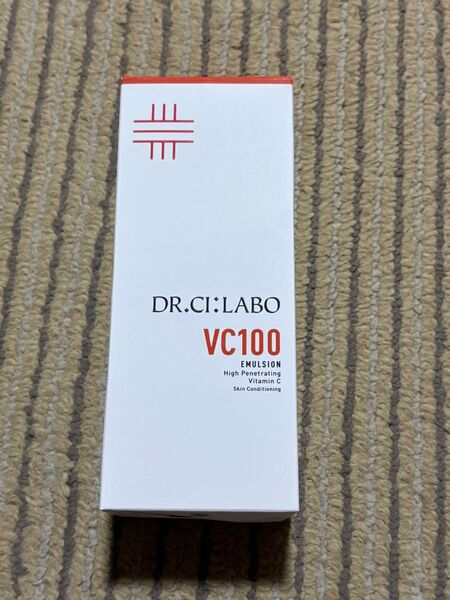 DR.CI:LABO
VC100
EMULSION
High Penetrating
Vitamin C
Skin Conditioning